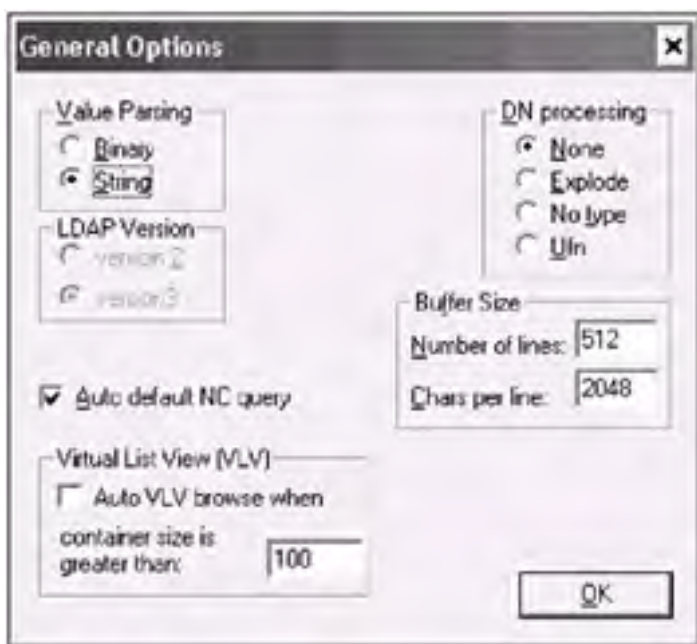 General Options
Value Parsing
Binary
String
LDAP Version
version 2
version3
DN processing
None
Explode
No type
Ufn
Buffer Size
Number of lines: 512
Chars per line: 2048
Auto default NC query
Virtual List View (VLV)
Auto VLV browse when
container size is
greater than: 100
OK